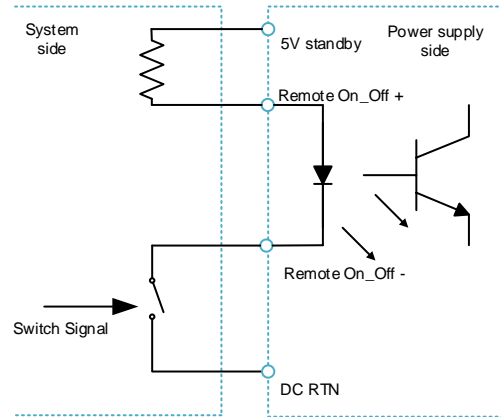 System
side
5V standby
Power supply
side
Remote On_Off +
Remote On_Off -
Switch Signal
DC RTN